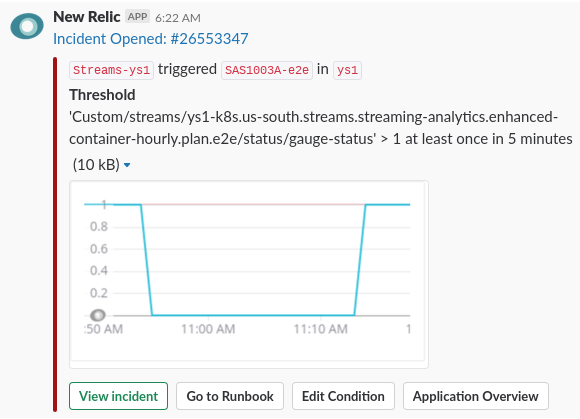 New Relic APP 6:22 AM
Incident Opened: #26553347
Streams-ys1 triggered SAS1003A-e2e in ys1
Threshold
'Custom/streams/ys1-k8s.us-south.streams.streaming-analytics.enhanced-
container-hourly.plan.e2e/status/gauge-status' > 1 at least once in 5 minutes
(10 kB)
1
0.8
0.6
0.4
0.2
:50 AM 11:00 AM 11:10 AM 1
View incident Go to Runbook Edit Condition Application Overview